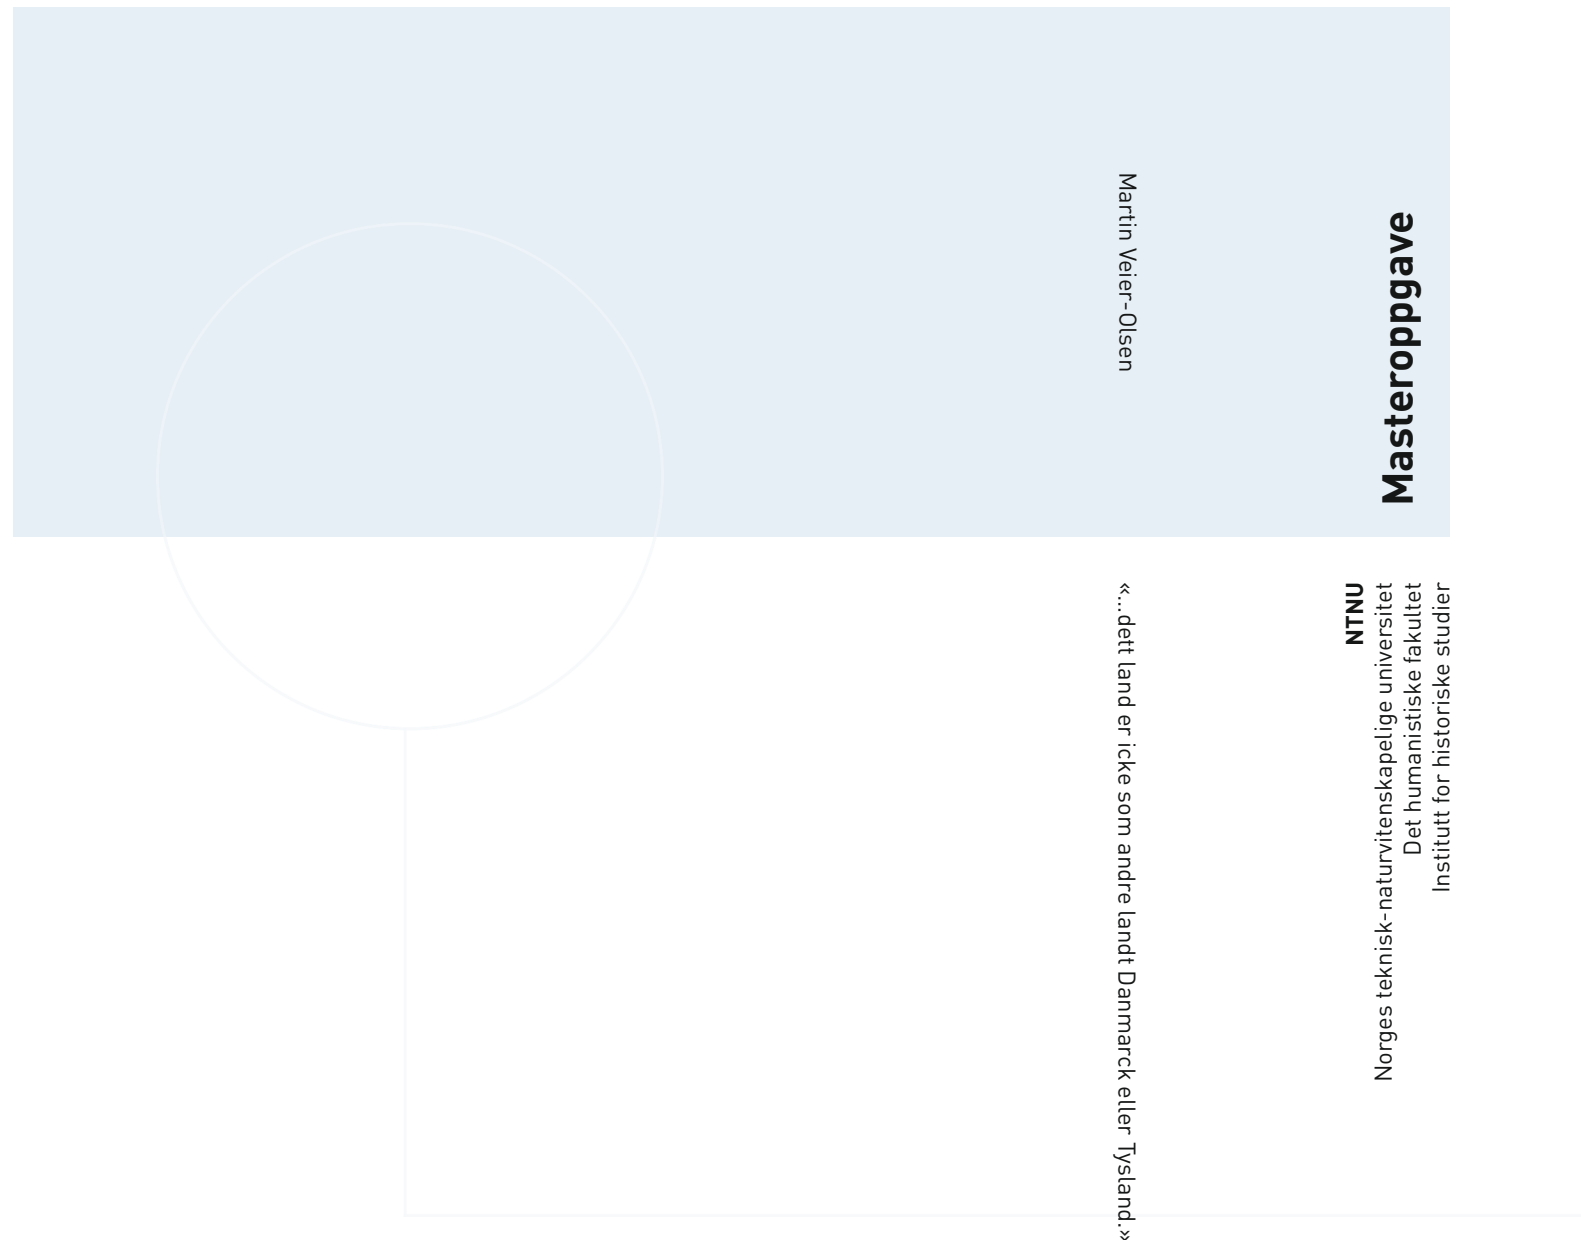 Martin Veier-Olsen
«...dett land er icke som andre landt Danmarck eller Tysland.»
Masteroppgave
NTNU
Norges teknisk-naturvitenskapelige universitet
Det humanistiske fakultet
Institutt for historiske studier